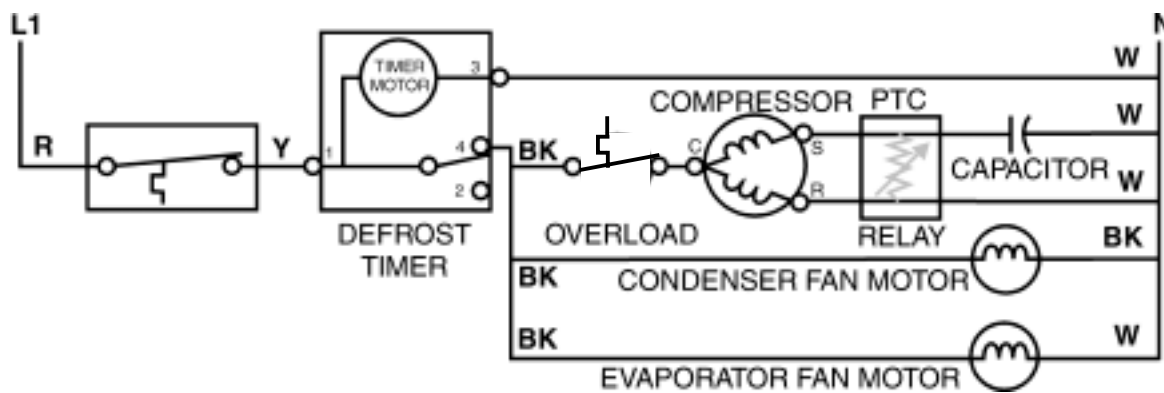 L1
N
TIMER
MOTOR
3
W
COMPRESSOR
PTC
W
R
Y
1
4
BK
C
S
CAPACITOR
2
R
W
DEFROST
TIMER
OVERLOAD
RELAY
BK
BK
CONDENSER FAN MOTOR
BK
W
EVAPORATOR FAN MOTOR